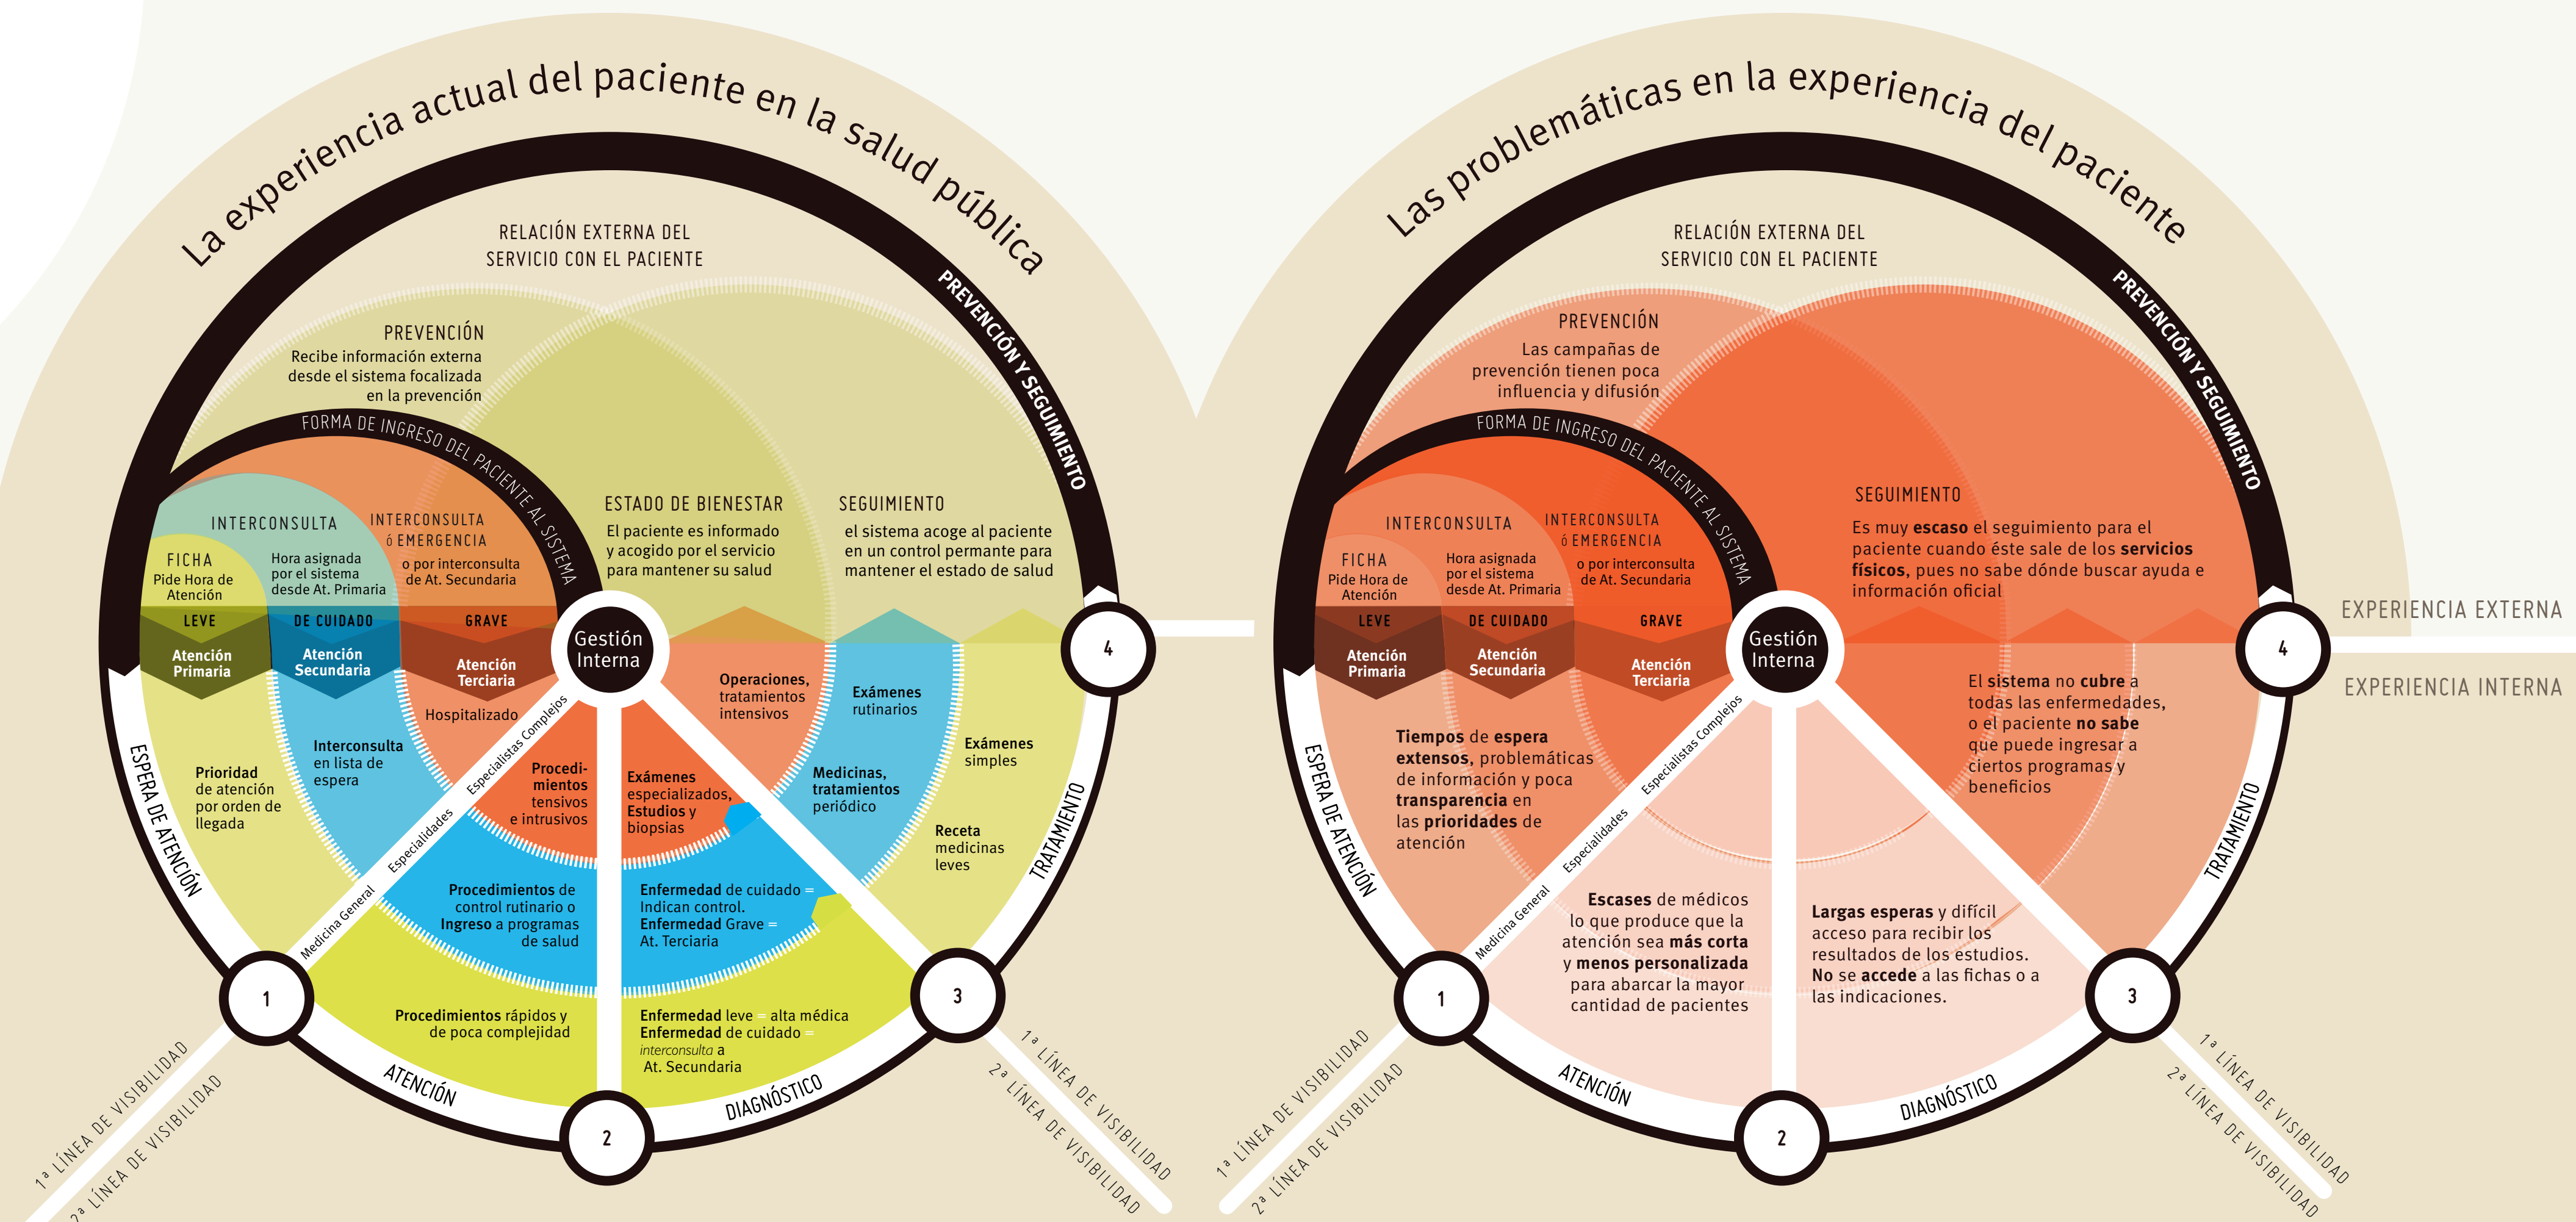 La experiencia actual del paciente en la salud pública
RELACIÓN EXTERNA DEL
SERVICIO CON EL PACIENTE
PREVENCIÓN Y SEGUIMIENTO
PREVENCIÓN
Recibe información externa
desde el sistema focalizada
en la prevención
FORMA DE INGRESO DEL PACIENTE AL SISTEMA
INTERCONSULTA
INTERCONSULTA
ó EMERGENCIA
FICHA
Pide Hora de
Atención
Hora asignada
por el sistema
desde At. Primaria
o por interconsulta
de At. Secundaria
ESTADO DE BIENESTAR
El paciente es informado
y acogido por el servicio
para mantener su salud
SEGUIMIENTO
el sistema acoge al paciente
en un control permante para
mantener el estado de salud
LEVE
DE CUIDADO
GRAVE
Atención
Primaria
Atención
Secundaria
Atención
Terciaria
Gestión
Interna
4
Hospitalizado
Interconsulta
en lista de
espera
Prioridad
de atención
por orden de
llegada
ESPERA DE ATENCIÓN
Especialistas Complejos
Especialidades
Medicina General
Procedi-
mientos
tensivos
e intrusivos
Exámenes
especializados,
Estudios y
biopsias
Operaciones,
tratamientos
intensivos
Exámenes
rutinarios
Medicinas,
tratamientos
periódico
Exámenes
simples
Receta
medicinas
leves
TRATAMIENTO
Procedimientos de
control rutinario o
Ingreso a programas
de salud
Enfermedad de cuidado =
Indican control.
Enfermedad Grave =
At. Terciaria
Procedimientos rápidos y
de poca complejidad
Enfermedad leve = alta médica
Enfermedad de cuidado =
interconsulta a
At. Secundaria
1
ATENCIÓN
2
DIAGNÓSTICO
3
1ª LÍNEA DE VISIBILIDAD
2ª LÍNEA DE VISIBILIDAD
1ª LÍNEA DE VISIBILIDAD
2ª LÍNEA DE VISIBILIDAD
Las problemáticas en la experiencia del paciente
RELACIÓN EXTERNA DEL
SERVICIO CON EL PACIENTE
PREVENCIÓN Y SEGUIMIENTO
PREVENCIÓN
Las campañas de
prevención tienen poca
influencia y difusión
FORMA DE INGRESO DEL PACIENTE AL SISTEMA
INTERCONSULTA
INTERCONSULTA
ó EMERGENCIA
FICHA
Pide Hora de
Atención
Hora asignada
por el sistema
desde At. Primaria
o por interconsulta
de At. Secundaria
SEGUIMIENTO
Es muy escaso el seguimiento para el
paciente cuando éste sale de los servicios
físicos, pues no sabe dónde buscar ayuda e
información oficial
LEVE
DE CUIDADO
GRAVE
Atención
Primaria
Atención
Secundaria
Atención
Terciaria
Gestión
Interna
4
EXPERIENCIA EXTERNA
EXPERIENCIA INTERNA
Tiempos de espera
extensos, problemáticas
de información y poca
transparencia en
las prioridades de
atención
ESPERA DE ATENCIÓN
Especialistas Complejos
Especialidades
Medicina General
El sistema no cubre a
todas las enfermedades,
o el paciente no sabe
que puede ingresar a
ciertos programas y
beneficios
TRATAMIENTO
Escases de médicos
lo que produce que la
atención sea más corta
y menos personalizada
para abarcar la mayor
cantidad de pacientes
Largas esperas y difícil
acceso para recibir los
resultados de los estudios.
No se accede a las fichas o a
las indicaciones.
1
ATENCIÓN
2
DIAGNÓSTICO
3
1ª LÍNEA DE VISIBILIDAD
2ª LÍNEA DE VISIBILIDAD
1ª LÍNEA DE VISIBILIDAD
2ª LÍNEA DE VISIBILIDAD